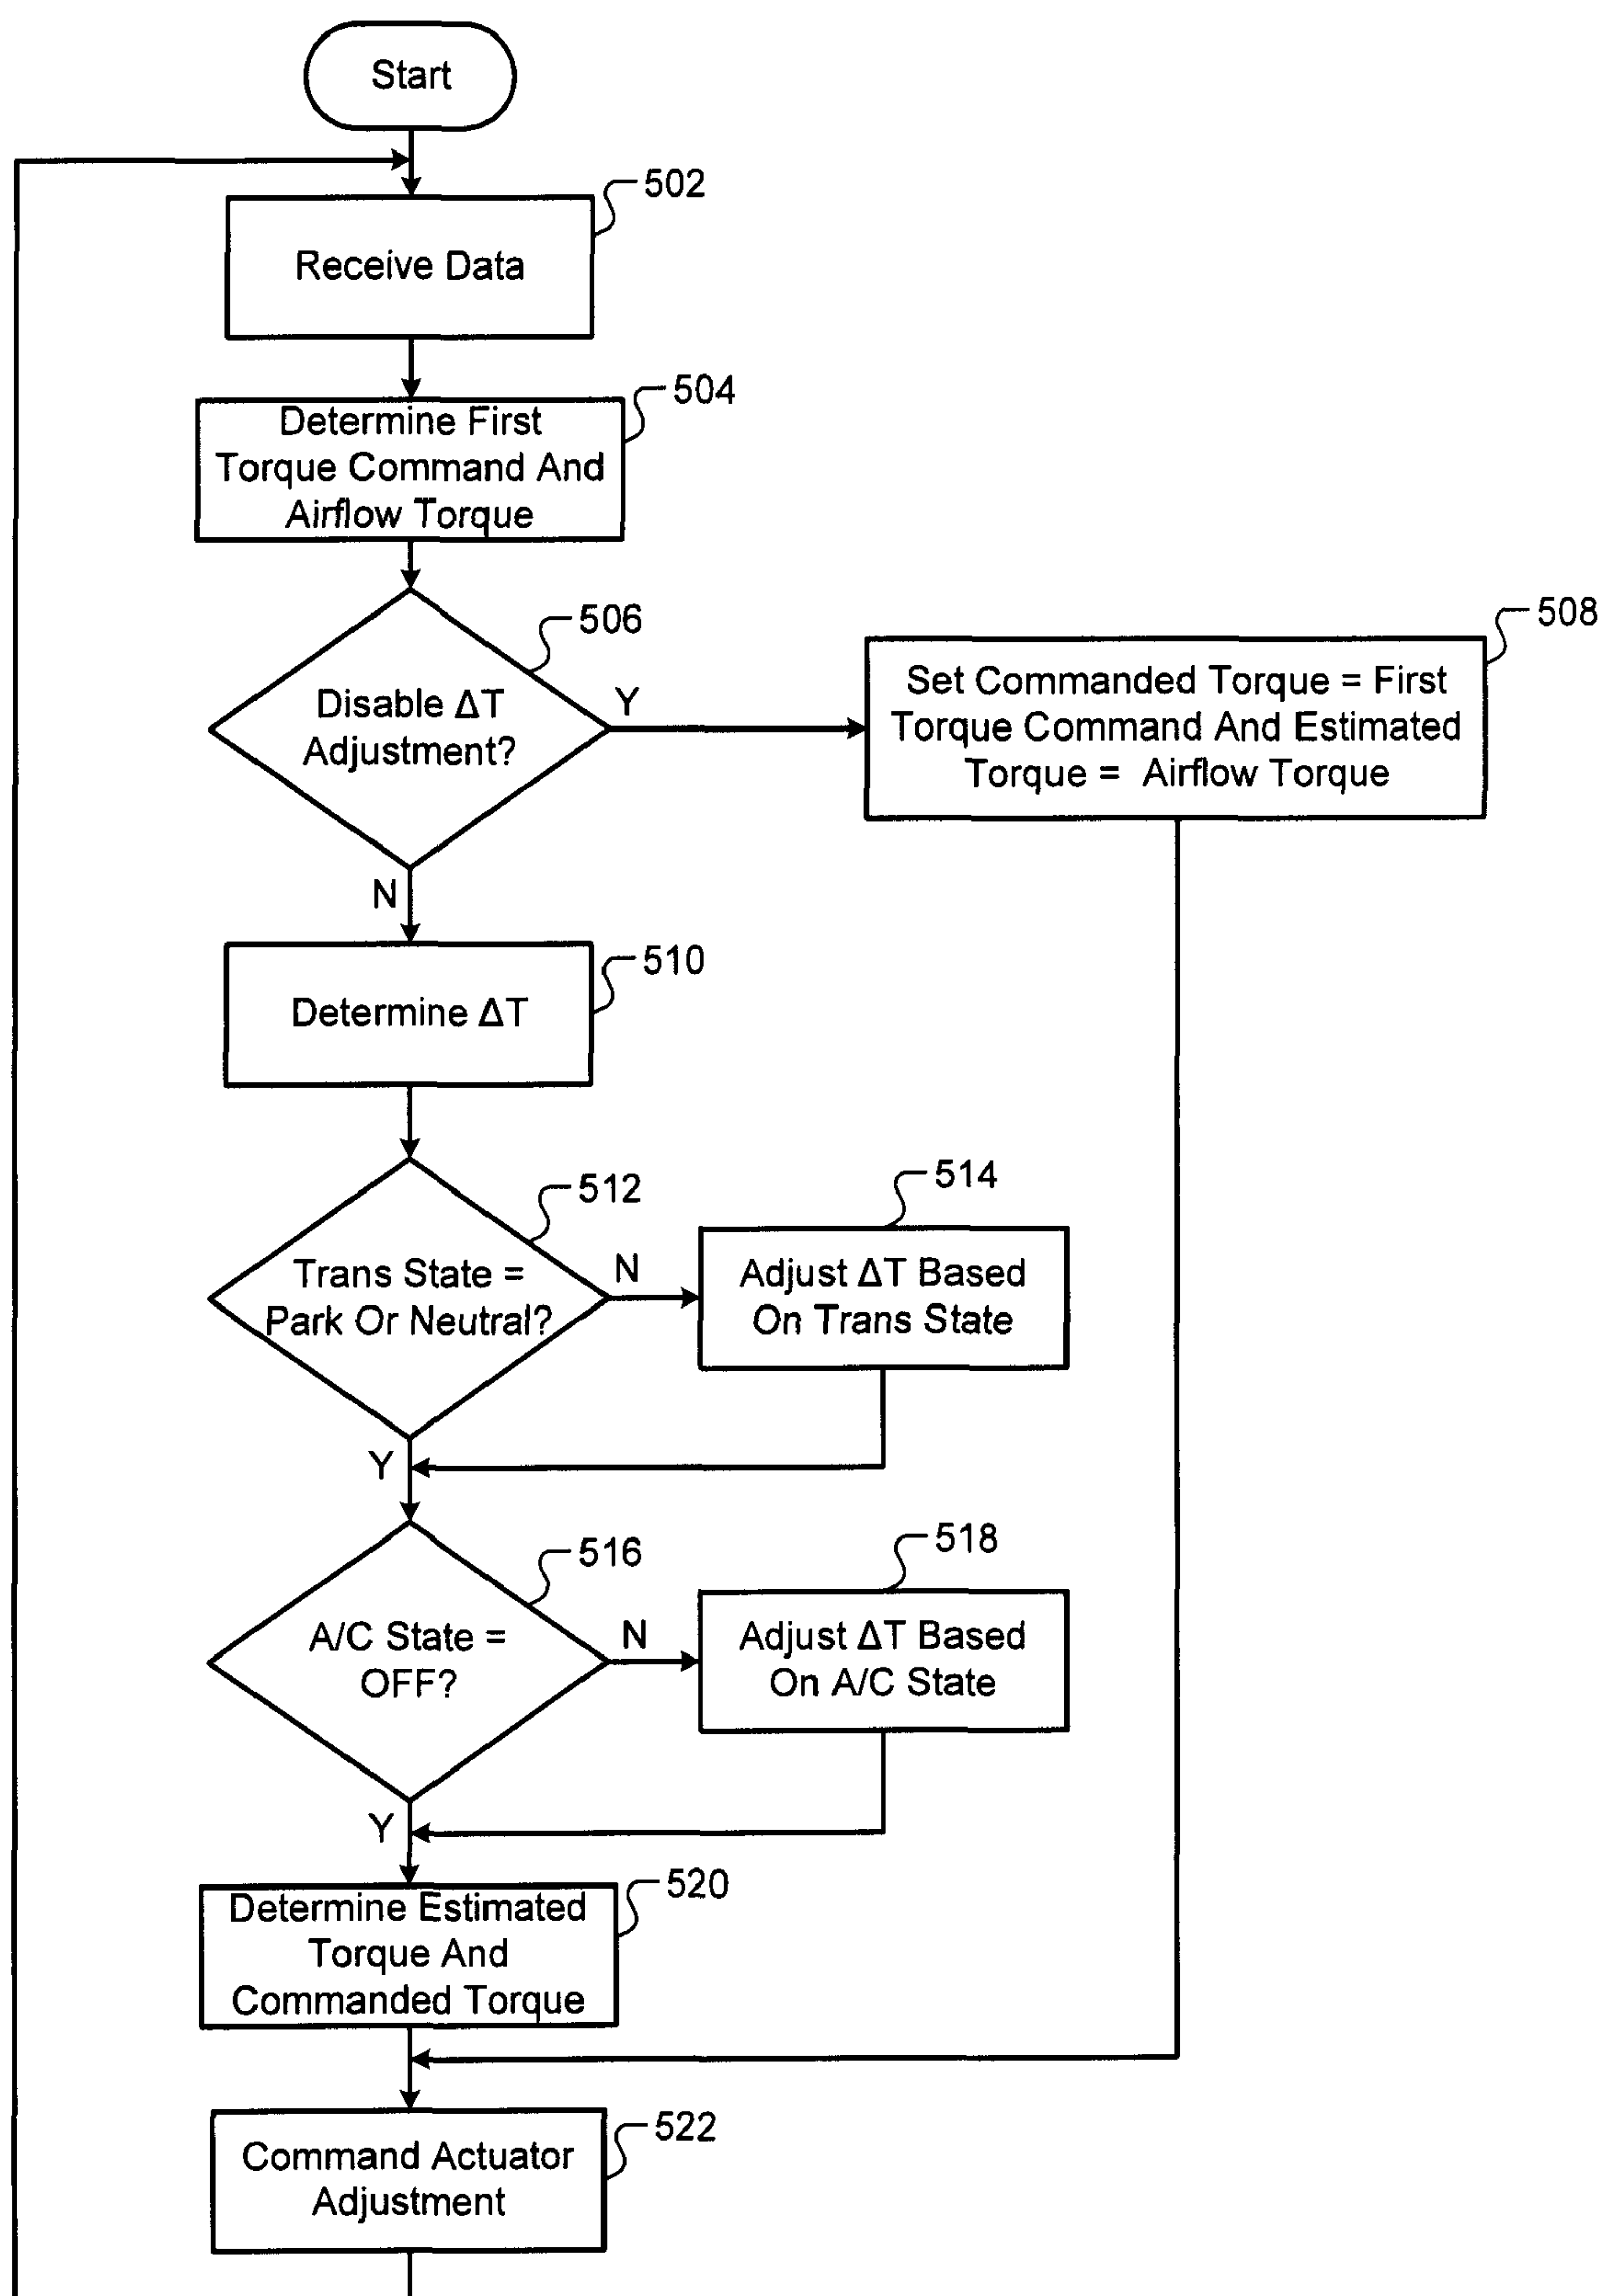 Start
502
Receive Data
504
Determine First
Torque Command And
Airflow Torque
506
Disable ΔT
Adjustment?
Y
508
Set Commanded Torque = First
Torque Command And Estimated
Torque = Airflow Torque
N
510
Determine ΔT
512
Trans State =
Park Or Neutral?
N
514
Adjust ΔT Based
On Trans State
Y
516
A/C State =
OFF?
N
518
Adjust ΔT Based
On A/C State
Y
520
Determine Estimated
Torque And
Commanded Torque
522
Command Actuator
Adjustment